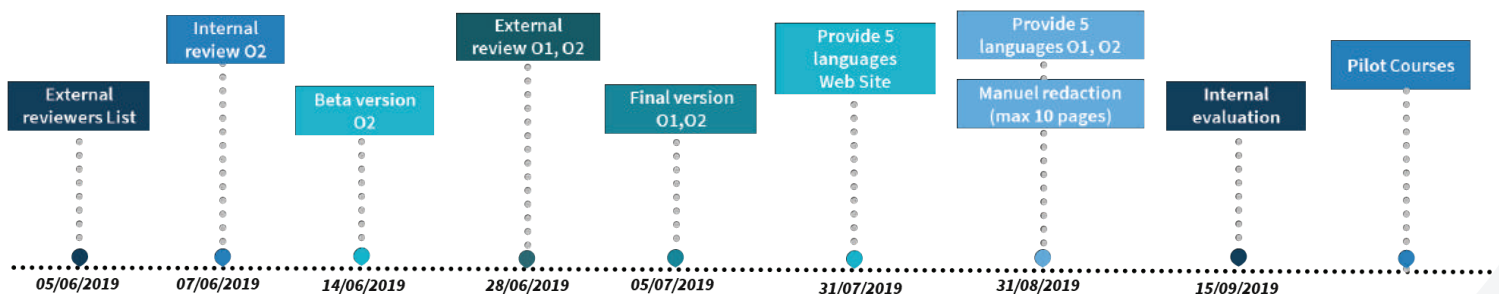 External
reviewers List
Internal
review O2
Beta version
O2
External
review O1, O2
Final version
O1,O2
Provide 5
languages
Web Site
Provide 5
languages O1, O2
Manuel redaction
(max 10 pages)
Internal
evaluation
Pilot Courses
05/06/2019
07/06/2019
14/06/2019
28/06/2019
05/07/2019
31/07/2019
31/08/2019
15/09/2019